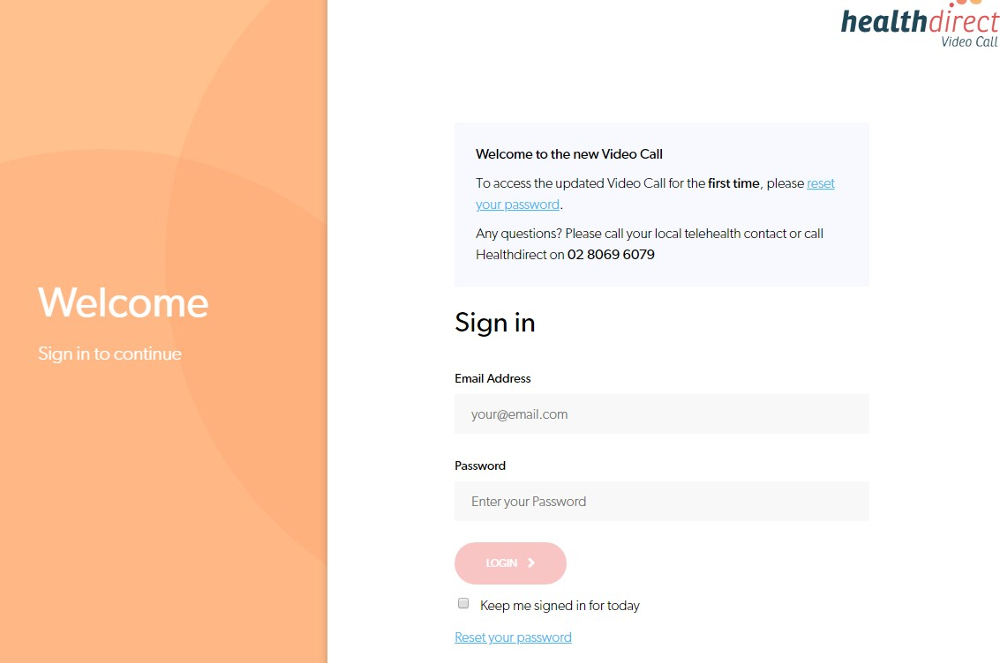 healthdirect
Video Call
Welcome
Sign in to continue
Welcome to the new Video Call
To access the updated Video Call for the first time, please reset
your password.
Any questions? Please call your local telehealth contact or call
Healthdirect on 02 8069 6079
Sign in
Email Address
your@email.com
Password
Enter your Password
LOGIN
Keep me signed in for today
Reset your password